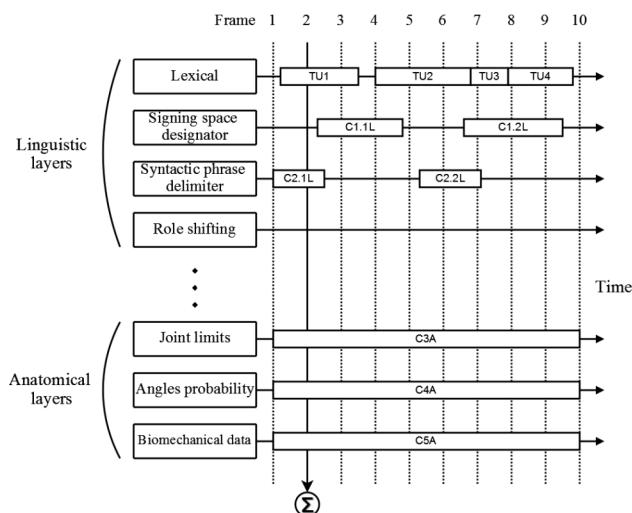 Frame 1 2 3 4 5 6 7 8 9 10
Lexical TU1 TU2 TU3 TU4
Signing space
designator C1.1L C1.2L
Linguistic
layers
Syntactic phrase
delimiter C2.1L C2.2L
Role shifting
Time
Joint limits C3A
Anatomical
layers
Angles probability C4A
Biomechanical data C5A
Σ